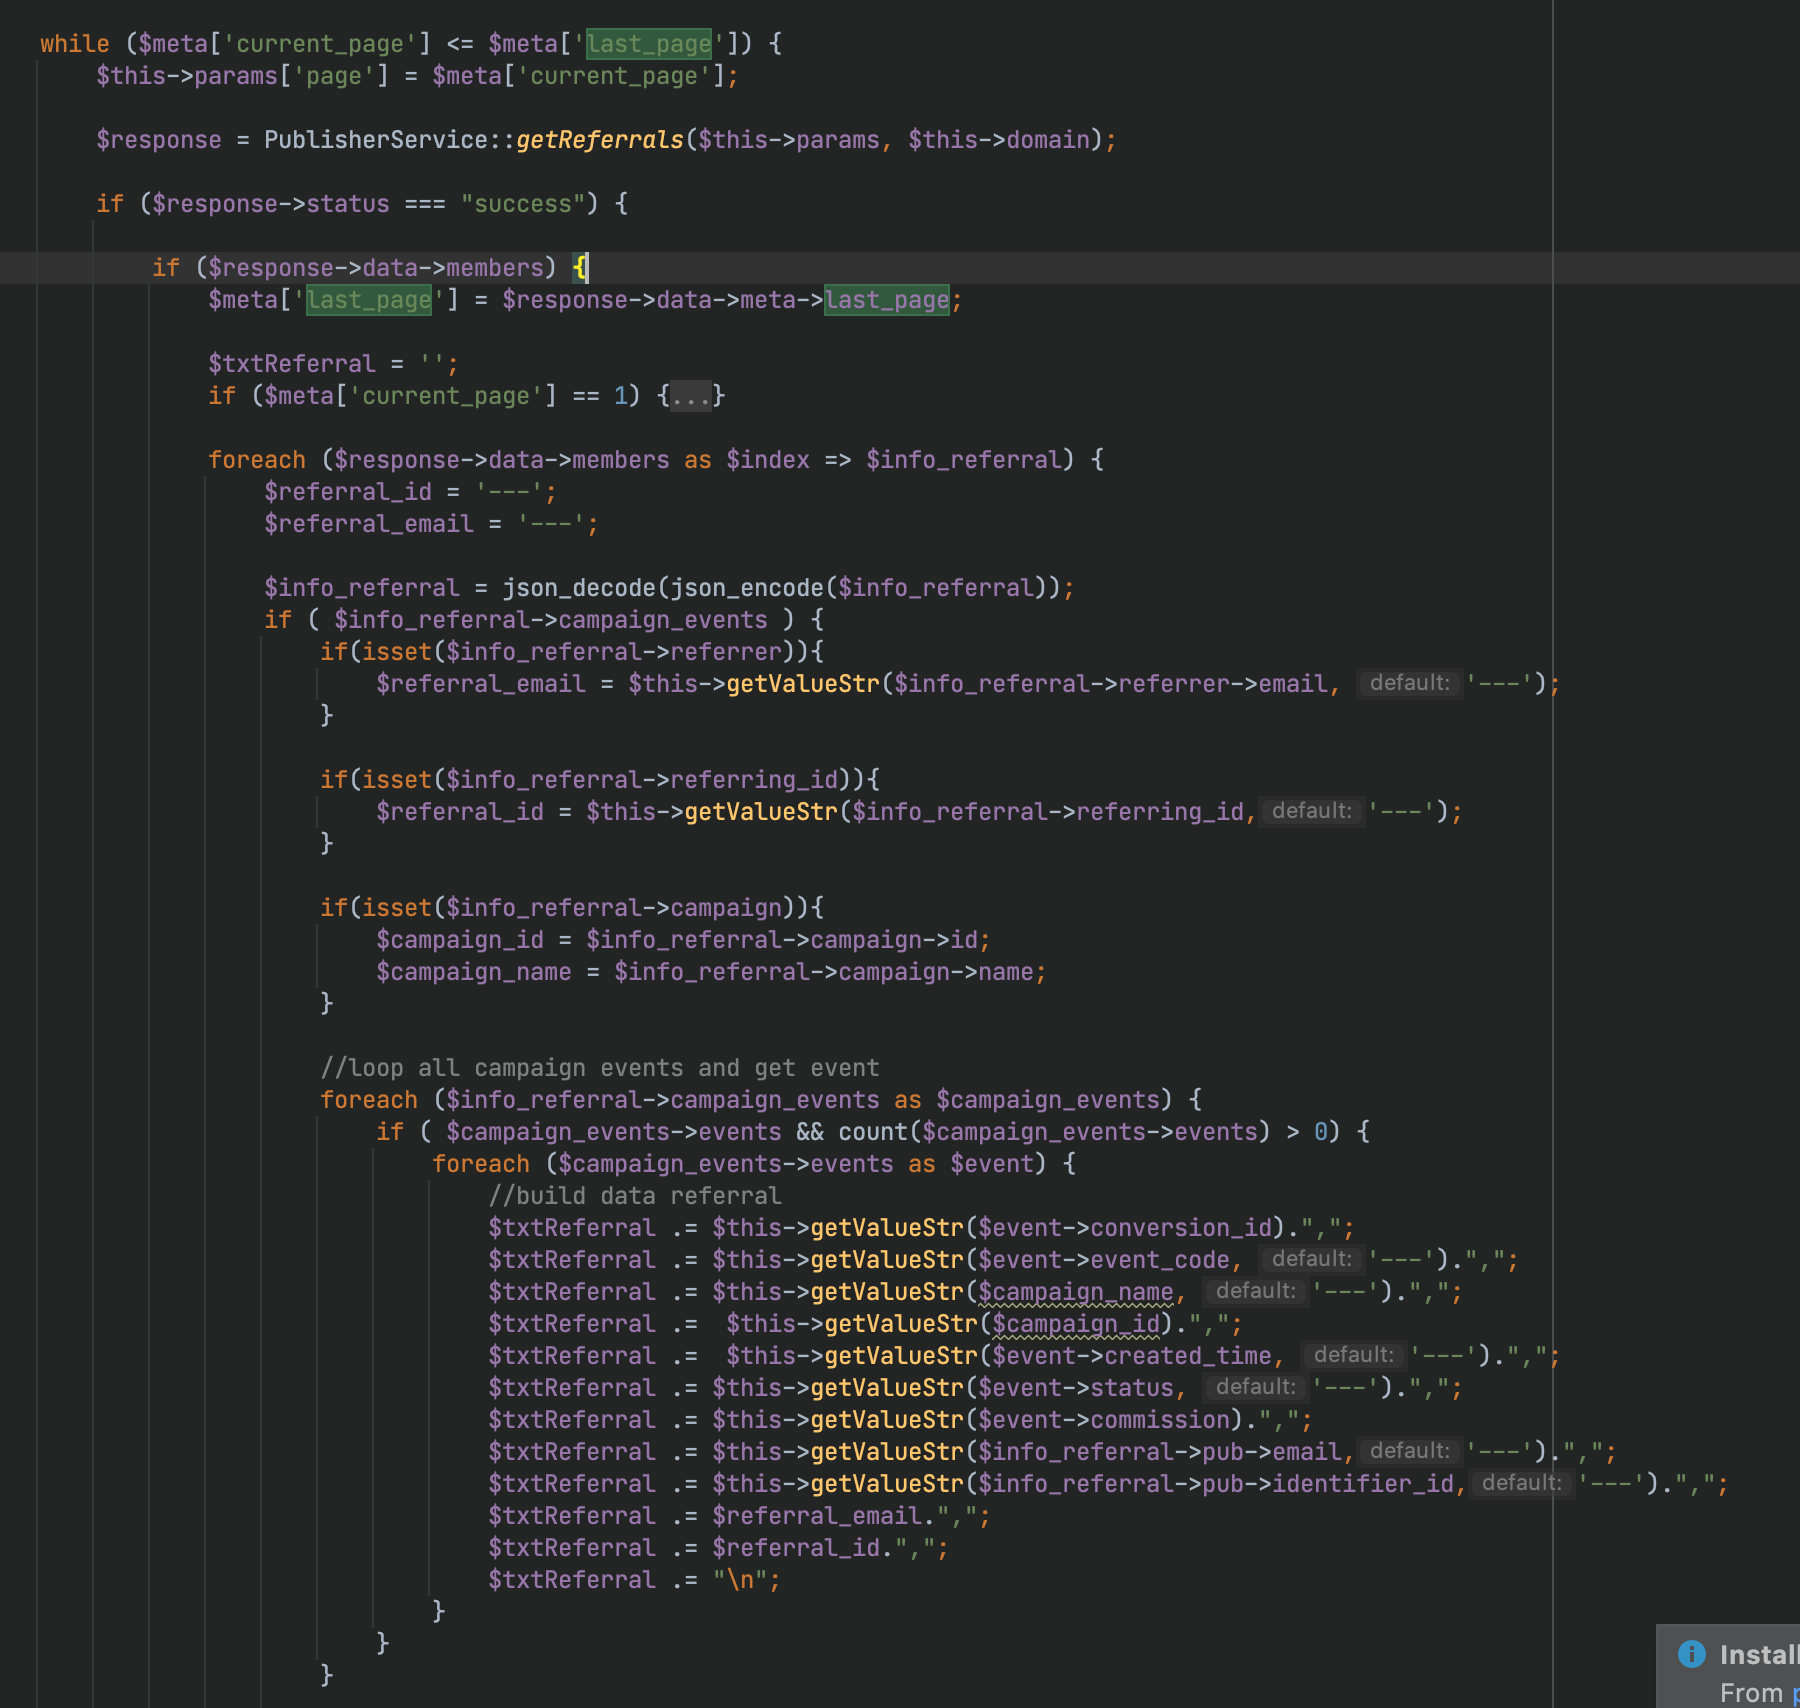 while ($meta['current_page'] <= $meta['last_page']) {
$this->params['page'] = $meta['current_page'];
$response = PublisherService::getReferrals($this->params, $this->domain);
if ($response->status === "success") {
if ($response->data->members) {
$meta['last_page'] = $response->data->meta->last_page;
$txtReferral = '';
if ($meta['current_page'] == 1) {...}
foreach ($response->data->members as $index => $info_referral) {
$referral_id = '---';
$referral_email = '---';
$info_referral = json_decode(json_encode($info_referral));
if ( $info_referral->campaign_events ) {
if(isset($info_referral->referrer)){
$referral_email = $this->getValueStr($info_referral->referrer->email, default: '---');
}
if(isset($info_referral->referring_id)){
$referral_id = $this->getValueStr($info_referral->referring_id, default: '---');
}
if(isset($info_referral->campaign)){
$campaign_id = $info_referral->campaign->id;
$campaign_name = $info_referral->campaign->name;
}
//loop all campaign events and get event
foreach ($info_referral->campaign_events as $campaign_events) {
if ( $campaign_events->events && count($campaign_events->events) > 0) {
foreach ($campaign_events->events as $event) {
//build data referral
$txtReferral .= $this->getValueStr($event->conversion_id).",";
$txtReferral .= $this->getValueStr($event->event_code, default: '---').",";
$txtReferral .= $this->getValueStr($campaign_name, default: '---').",";
$txtReferral .=  $this->getValueStr($campaign_id).",";
$txtReferral .=  $this->getValueStr($event->created_time, default: '---').",";
$txtReferral .= $this->getValueStr($event->status, default: '---').",";
$txtReferral .= $this->getValueStr($event->commission).",";
$txtReferral .= $this->getValueStr($info_referral->pub->email, default: '---').",";
$txtReferral .= $this->getValueStr($info_referral->pub->identifier_id, default: '---').",";
$txtReferral .= $referral_email.",";
$txtReferral .= $referral_id.",";
$txtReferral .= "\n";
}
}
}
Install
From